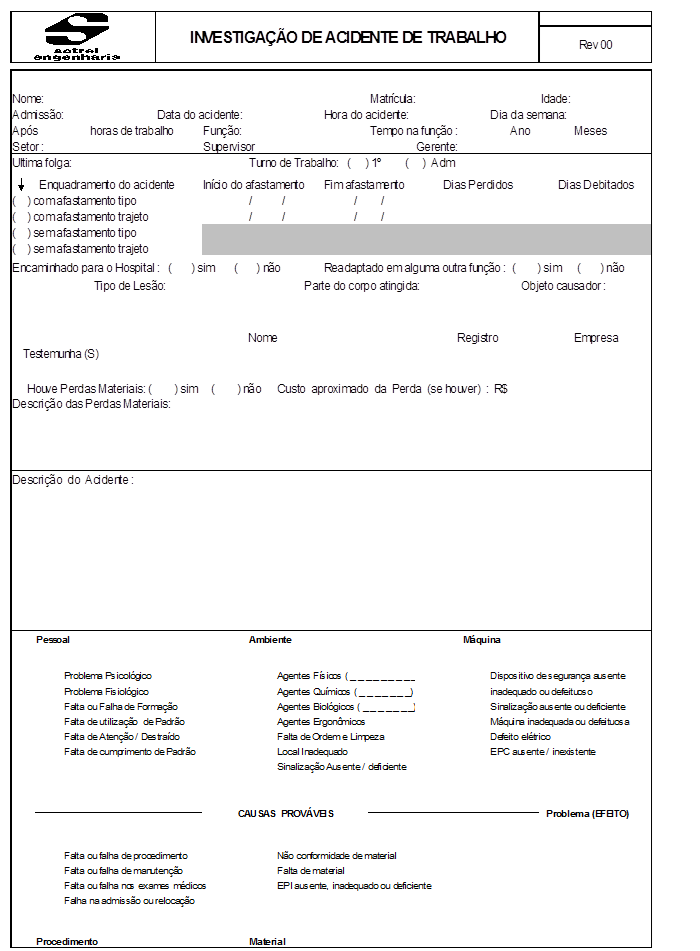 sotrel
engenharia
INVESTIGAÇÃO DE ACIDENTE DE TRABALHO
Rev 00
Nome: Matrícula: Idade:
Admissão: Data do acidente: Hora do acidente: Dia da semana:
Após horas de trabalho Função: Tempo na função : Ano Meses
Setor : Supervisor Gerente:
Ultima folga: Turno de Trabalho: ( ) 1º ( ) Adm
Enquadramento do acidente Início do afastamento Fim afastamento Dias Perdidos Dias Debitados
( ) com afastamento tipo / / / /
( ) com afastamento trajeto / / / /
( ) sem afastamento tipo
( ) sem afastamento trajeto
Encaminhado para o Hospital : ( ) sim ( ) não Readaptado em alguma outra função : ( ) sim ( ) não
Tipo de Lesão: Parte do corpo atingida: Objeto causador :
Nome Registro Empresa
Testemunha (S)
Houve Perdas Materiais: ( ) sim ( ) não Custo aproximado da Perda (se houver) : R$
Descrição das Perdas Materiais:
Descrição do Acidente :
Pessoal Ambiente Máquina
Problema Psicológico Agentes Físicos ( _ _ _ _ _ _ _ _ _ Dispositivo de segurança ausente
Problema Fisiológico Agentes Químicos ( _ _ _ _ _ _ _) inadequado ou defeituoso
Falta ou Falha de Formação Agentes Biológicos ( _ _ _ _ _ _ _) Sinalização ausente ou deficiente
Falta de utilização de Padrão Agentes Ergonômicos Máquina inadequada ou defeituosa
Falta de Atenção / Destraído Falta de Ordem e Limpeza Defeito elétrico
Falta de cumprimento de Padrão Local Inadequado EPC ausente / inexistente
Sinalização Ausente / deficiente
CAUSAS PROVÁVEIS Problema (EFEITO)
Falta ou falha de procedimento Não conformidade de material
Falta ou falha de manutenção Falta de material
Falta ou falha nos exames médicos EPI ausente, inadequado ou deficiente
Falha na admissão ou relocação
Procedimento Material